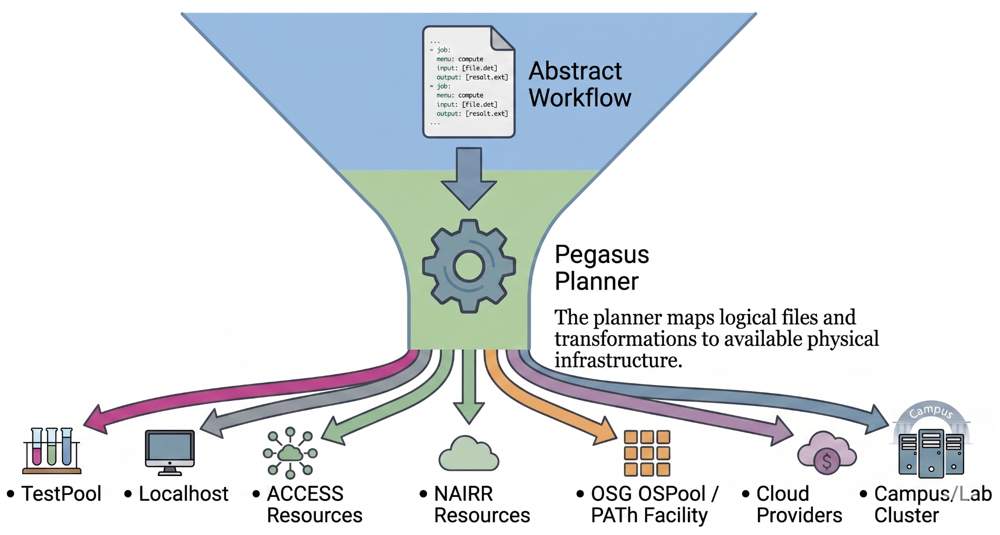 ...
= job:
menu: compute
input: [file.det]
output: [resalt.ext]
= job:
menu: compute
input: [file.det]
output: [resalt.ext]
...
Abstract
Workflow
Pegasus
Planner
The planner maps logical files and
transformations to available physical
infrastructure.
Campus
$
• TestPool
• Localhost
• ACCESS
Resources
• NAIRR
Resources
• OSG OSPool /
PATh Facility
• Cloud
Providers
• Campus/Lab
Cluster